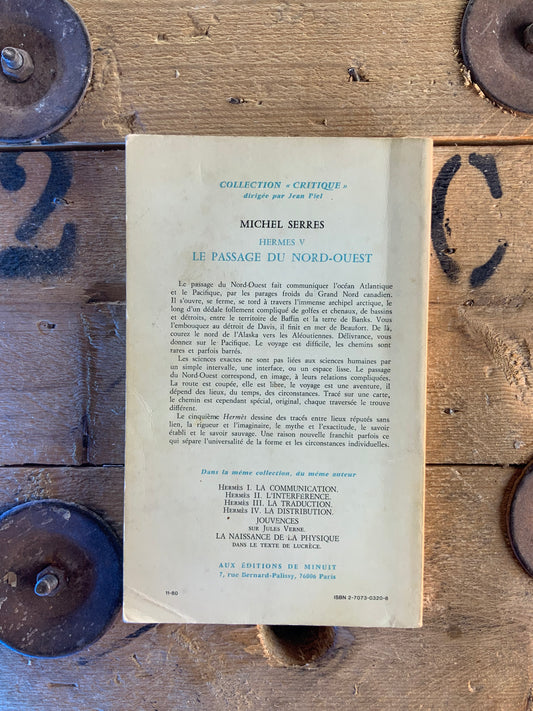 COLLECTION « CRITIQUE »
dirigée par Jean Piel
MICHEL SERRES
HERMES V
LE PASSAGE DU NORD-OUEST
Le passage du Nord-Ouest fait communiquer l'océan Atlantique
et le Pacifique, par les parages froids du Grand Nord canadien.
Il s'ouvre, se ferme, se tord à travers l'immense archipel arctique, le
long d'un dédale follement compliqué de golfes et chenaux, de bassins
et détroits, entre le territoire de Baffin et la terre de Banks. Vous
l'embouquez au détroit de Davis, il finit en mer de Beaufort. De là,
courez le nord de l'Alaska vers les Aléoutiennes. Délivrance, vous
donnez sur le Pacifique. Le voyage est difficile, les chemins sont
rares et parfois barrés.
Les sciences exactes ne sont pas liées aux sciences humaines par
un simple intervalle, une interface, ou un espace lisse. Le passage
du Nord-Ouest correspond, en image, à leurs relations compliquées.
La route est coupée, elle est libre, le voyage est une aventure, il
dépend des lieux, du temps, des circonstances. Tracé sur une carte,
le chemin est cependant spécial, original, chaque traversée le trouve
différent.
Le cinquième Hermès dessine des tracés entre lieux réputés sans
lien, la rigueur et l'imaginaire, le mythe et l'exactitude, le savoir
établi et le savoir sauvage. Une raison nouvelle franchit parfois ce
qui sépare l'universalité de la forme et les circonstances individuelles.
Dans la même collection, du même auteur
HERMÈS I. LA COMMUNICATION.
HERMÈS II. L'INTERFÉRENCE.
HERMÈS III. LA TRADUCTION.
HERMÈS IV. LA DISTRIBUTION.
JOUVENCES
SUR JULES VERNE.
LA NAISSANCE DE LA PHYSIQUE
DANS LE TEXTE DE LUCRÈCE.
AUX ÉDITIONS DE MINUIT
7, rue Bernard-Palissy, 75006 Paris
11-80
ISBN 2-7073-0320-6
2
C